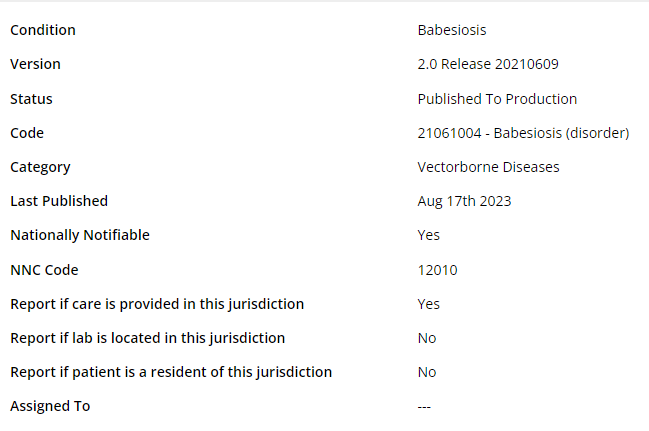 Condition Babesiosis
Version 2.0 Release 20210609
Status Published To Production
Code 21061004 - Babesiosis (disorder)
Category Vectorborne Diseases
Last Published Aug 17th 2023
Nationally Notifiable Yes
NNC Code 12010
Report if care is provided in this jurisdiction Yes
Report if lab is located in this jurisdiction No
Report if patient is a resident of this jurisdiction No
Assigned To ---